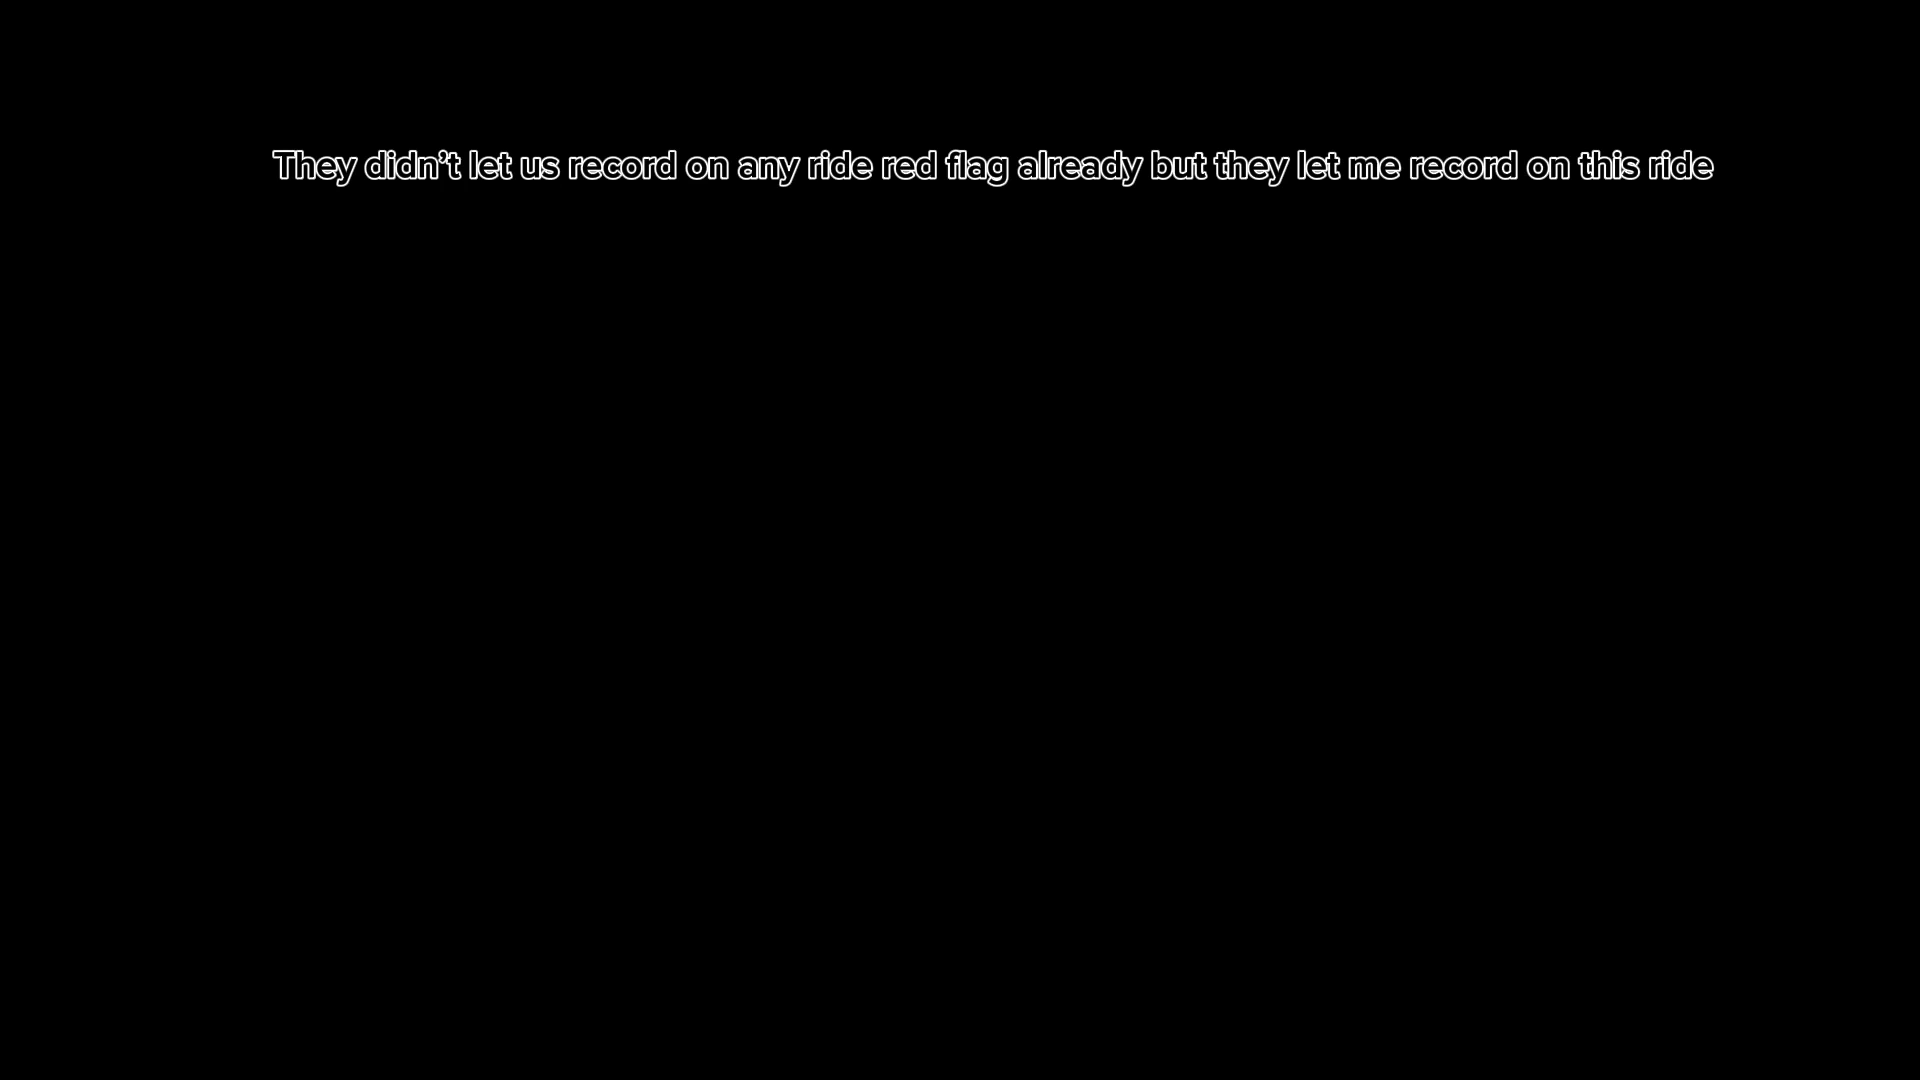 They didn’t let us record on any ride red flag already but they let me record on this ride